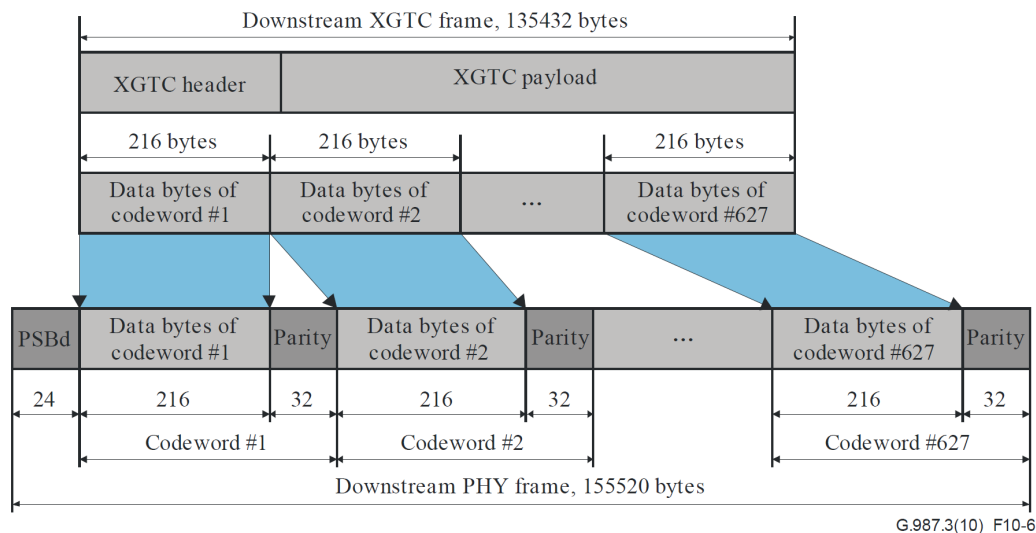 Downstream XGTC frame, 135432 bytes
XGTC header
XGTC payload
216 bytes
216 bytes
216 bytes
Data bytes of
codeword #1
Data bytes of
codeword #2
...
Data bytes of
codeword #627
PSBd
Data bytes of
codeword #1
Parity
Data bytes of
codeword #2
Parity
...
Data bytes of
codeword #627
Parity
24
216
32
216
32
216
32
Codeword #1
Codeword #2
Codeword #627
Downstream PHY frame, 155520 bytes
G.987.3(10) F10-6